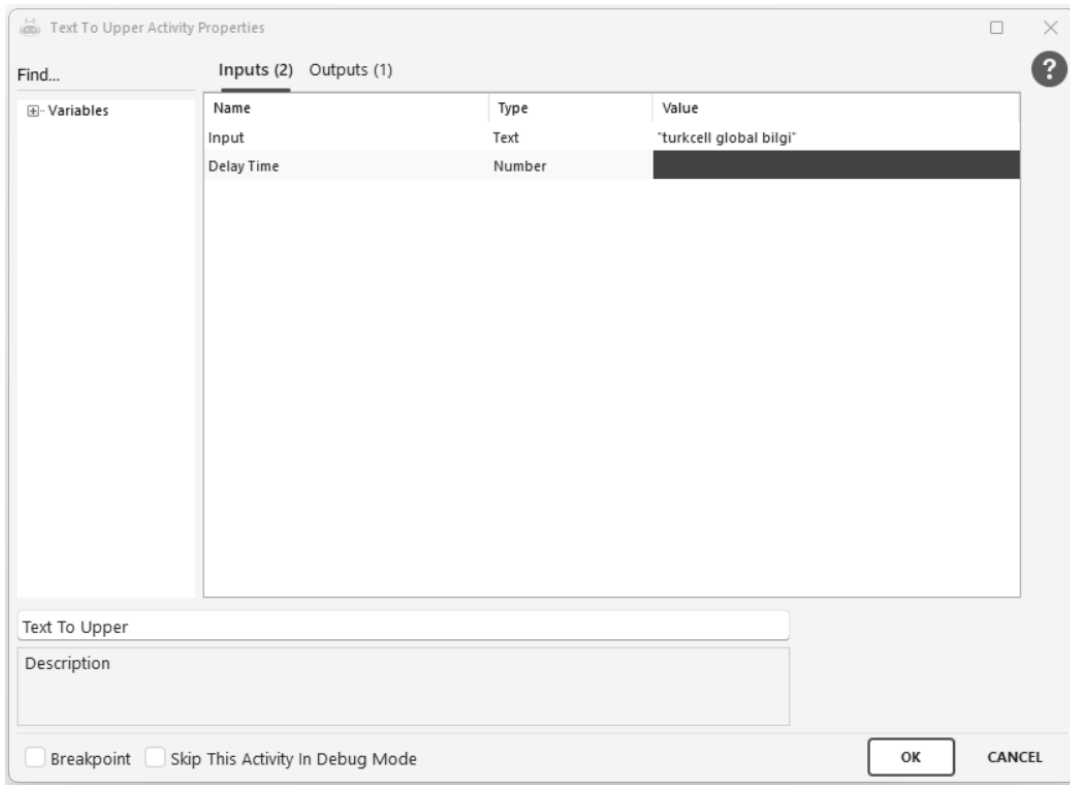 Text To Upper Activity Properties
Find...
Inputs (2) Outputs (1)
?
Variables
Name Type Value
Input Text "turkcell global bilgi"
Delay Time Number
Text To Upper
Description
Breakpoint Skip This Activity In Debug Mode
OK CANCEL